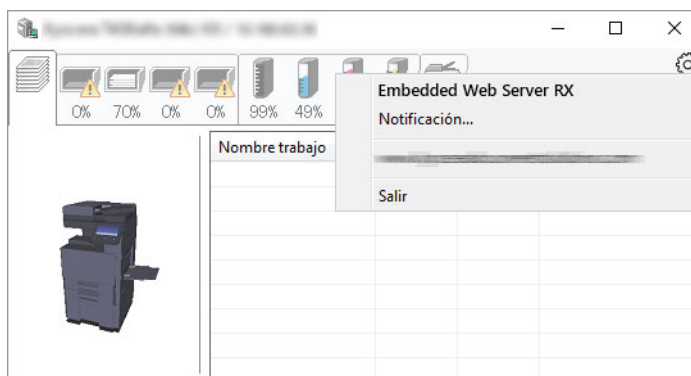 0%
70%
0%
0%
99%
49%
Embedded Web Server RX
Notificación...
Nombre trabajo
Salir